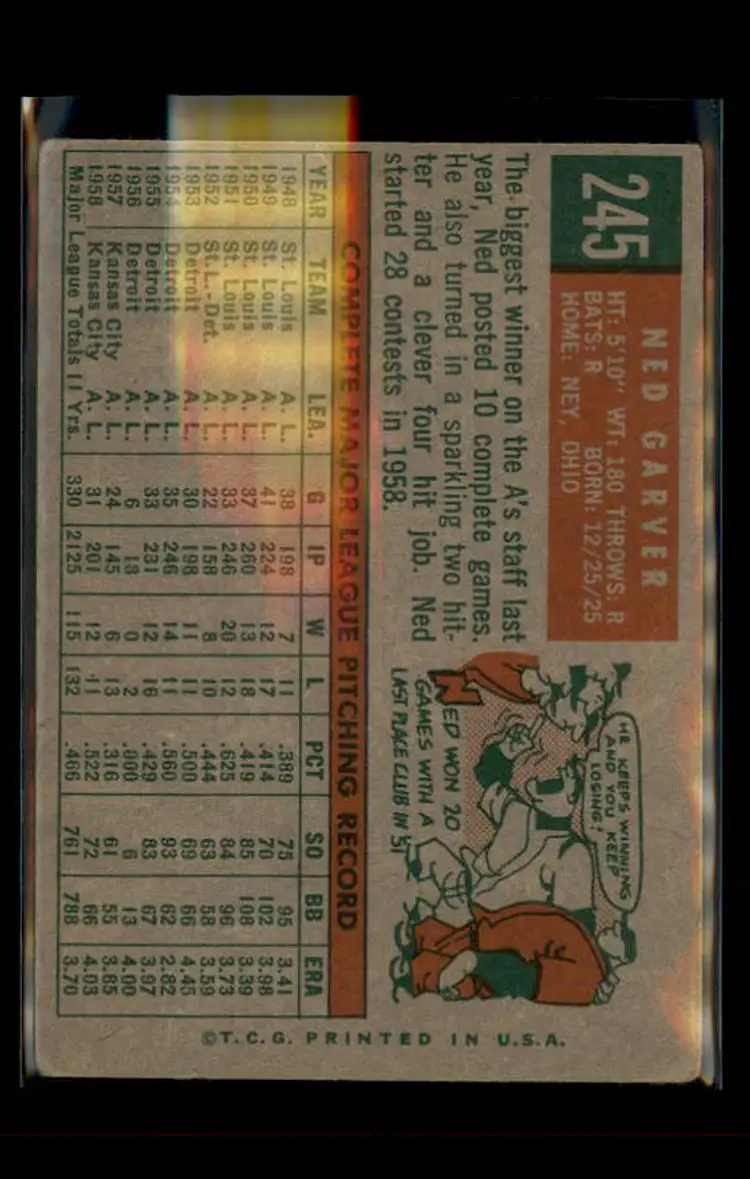 245
NED GARVER
HT: 5'10" WT: 180 THROWS: R
BATS: R BORN: 12/25/25
HOME: NEY, OHIO
The biggest winner on the A's staff last
year, Ned posted 10 complete games.
He also turned in a sparkling two hit-
ter and a clever four hit job. Ned
started 28 contests in 1958.
HE KEEPS WINNING
AND YOU KEEP
LOSING!
NED WON 20
GAMES WITH A
LAST PLACE CLUB IN '51
COMPLETE MAJOR LEAGUE PITCHING RECORD
YEAR TEAM LEA. G IP W L PCT SO BB ERA
1948 St. Louis A. L. 38 198 7 11 .389 75 95 3.41
1949 St. Louis A. L. 41 224 12 17 .414 70 102 3.98
1950 St. Louis A. L. 37 260 13 18 .419 85 108 3.39
1951 St. Louis A. L. 33 246 20 12 .625 84 96 3.73
1952 St. L.-Det. A. L. 22 158 8 10 .444 63 58 3.59
1953 Detroit A. L. 30 198 11 11 .500 69 66 4.45
1954 Detroit A. L. 35 246 14 11 .560 93 62 2.82
1955 Detroit A. L. 33 231 12 16 .429 83 67 3.97
1956 Detroit A. L. 6 18 0 2 .000 6 13 4.00
1957 Kansas City A. L. 24 145 6 13 .316 61 55 3.85
1958 Kansas City A. L. 31 201 12 11 .522 72 66 4.03
Major League Totals 11 Yrs. 330 2125 115 132 .466 761 788 3.70
©T.C.G. PRINTED IN U.S.A.